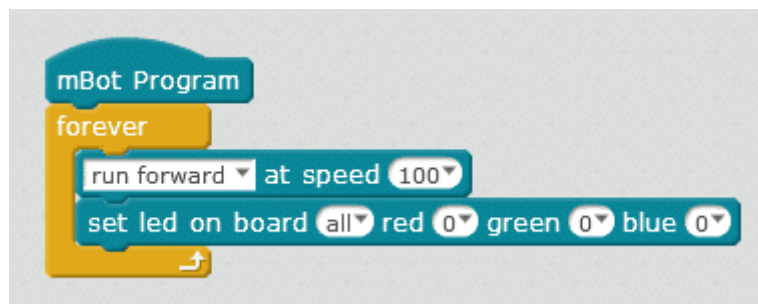 mBot Program
forever
run forward at speed 100
set led on board all red 0 green 0 blue 0